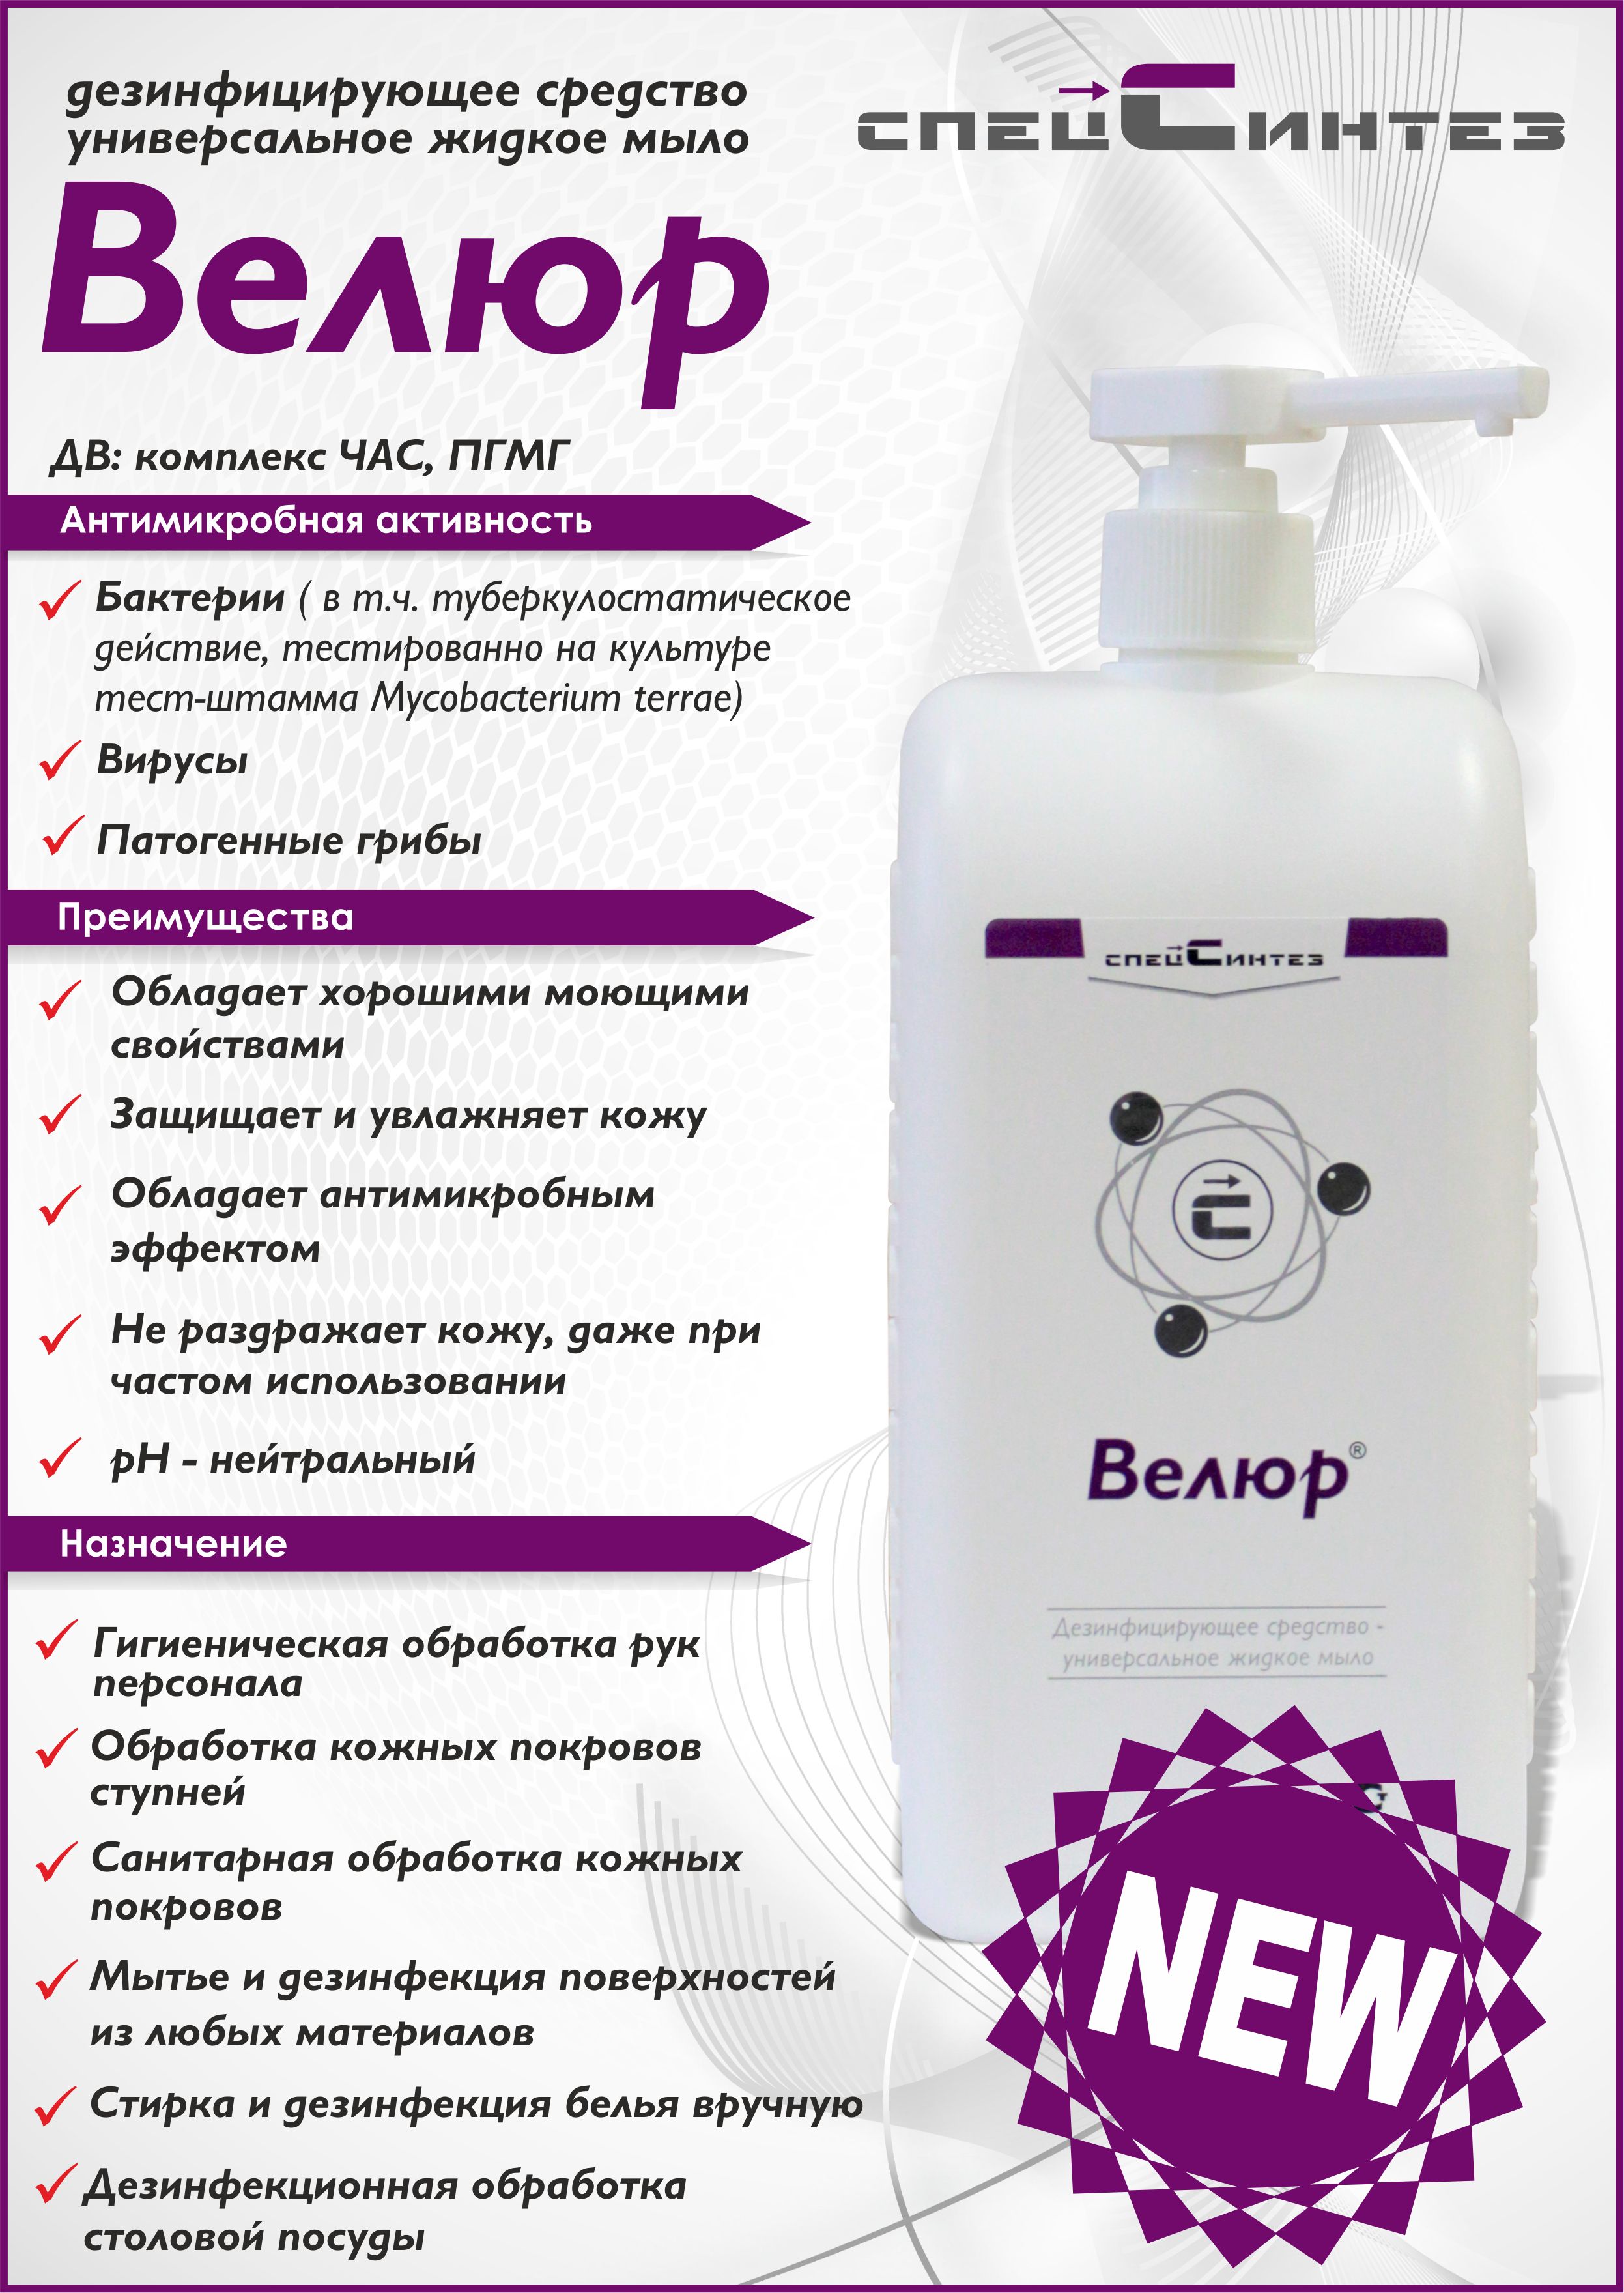 дезинфицирующее средство
универсальное жидкое мыло
СПЕЦСИНТЕЗ
Велюр
ДВ: комплекс ЧАС, ПГМГ
Антимикробная активность
Бактерии ( в т.ч. туберкулостатическое
действие, тестированно на культуре
тест-штамма Mycobacterium terrae)
Вирусы
Патогенные грибы
Преимущества
Обладает хорошими моющими
свойствами
Защищает и увлажняет кожу
Обладает антимикробным
эффектом
Не раздражает кожу, даже при
частом использовании
pH - нейтральный
Назначение
Гигиеническая обработка рук
персонала
Обработка кожных покровов
ступней
Санитарная обработка кожных
покровов
Мытье и дезинфекция поверхностей
из любых материалов
Стирка и дезинфекция белья вручную
Дезинфекционная обработка
столовой посуды
СПЕЦСИНТЕЗ
С
Велюр®
Дезинфицирующее средство -
универсальное жидкое мыло
NEW